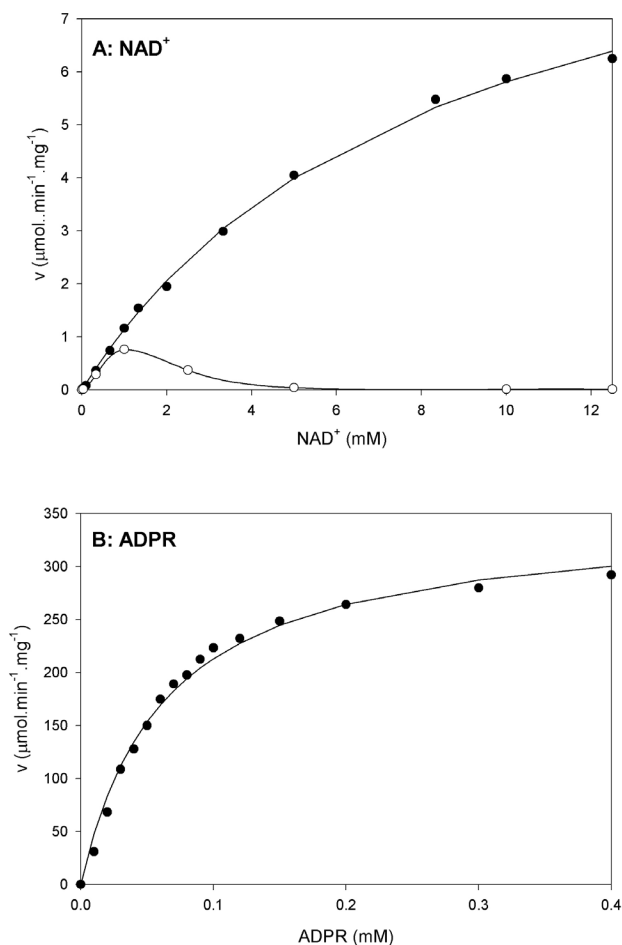 A: NAD⁺
7
6
5
4
3
2
1
0
v (μmol..min⁻¹.mg⁻¹)
0 2 4 6 8 10 12
NAD⁺ (mM)
B: ADPR
350
300
250
200
150
100
50
0
v (μmol.min⁻¹.mg⁻¹)
0.0 0.1 0.2 0.3 0.4
ADPR (mM)